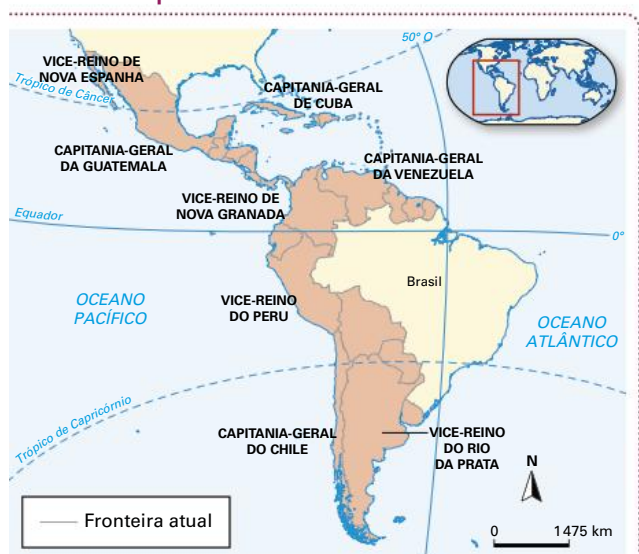 50° O
VICE-REINO DE
NOVA ESPANHA
Trópico de Câncer
CAPITANIA-GERAL
DE CUBA
CAPITANIA-GERAL
DA GUATEMALA
CAPITANIA-GERAL
DA VENEZUELA
VICE-REINO DE
NOVA GRANADA
Equador
0°
Brasil
OCEANO
PACÍFICO
VICE-REINO
DO PERU
OCEANO
ATLÂNTICO
Trópico de Capricórnio
CAPITANIA-GERAL
DO CHILE
VICE-REINO
DO RIO
DA PRATA
N
Fronteira atual
0 1475 km